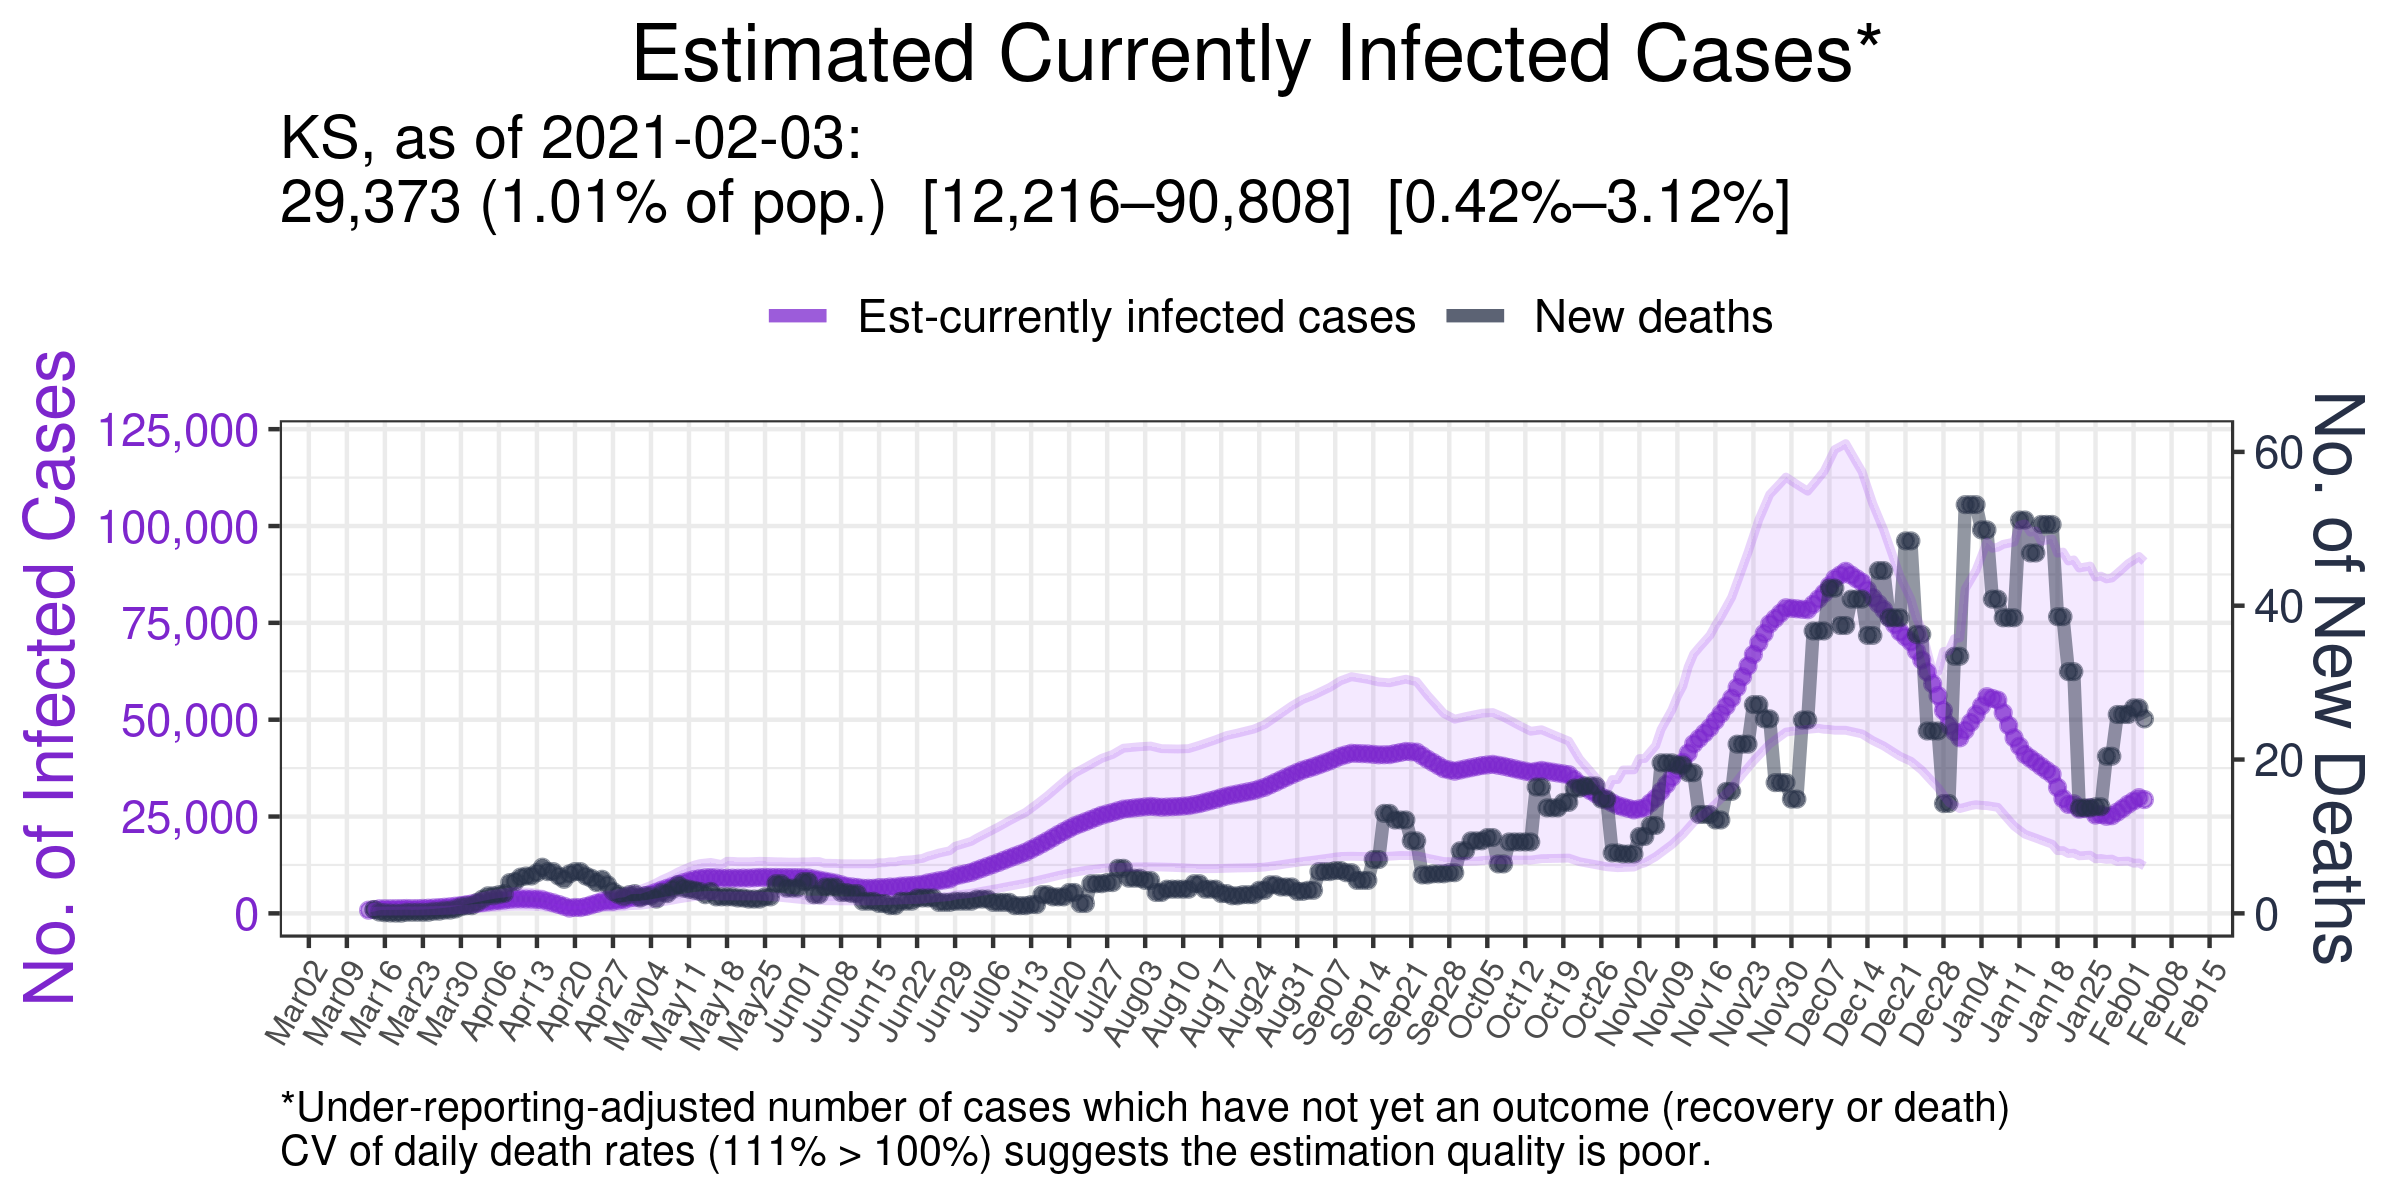 Estimated Currently Infected Cases*
KS, as of 2021-02-03:
29,373 (1.01% of pop.) [12,216–90,808] [0.42%–3.12%]
Est-currently infected cases New deaths
No. of Infected Cases
125,000
100,000
75,000
50,000
25,000
0
60
40
20
0
No. of New Deaths
Mar02 Mar09 Mar16 Mar23 Mar30 Apr06 Apr13 Apr20 Apr27 May04 May11 May18 May25 Jun01 Jun08 Jun15 Jun22 Jun29 Jul06 Jul13 Jul20 Jul27 Aug03 Aug10 Aug17 Aug24 Aug31 Sep07 Sep14 Sep21 Sep28 Oct05 Oct12 Oct19 Oct26 Nov02 Nov09 Nov16 Nov23 Nov30 Dec07 Dec14 Dec21 Dec28 Jan04 Jan11 Jan18 Jan25 Feb01 Feb08 Feb15
*Under-reporting-adjusted number of cases which have not yet an outcome (recovery or death)
CV of daily death rates (111% > 100%) suggests the estimation quality is poor.